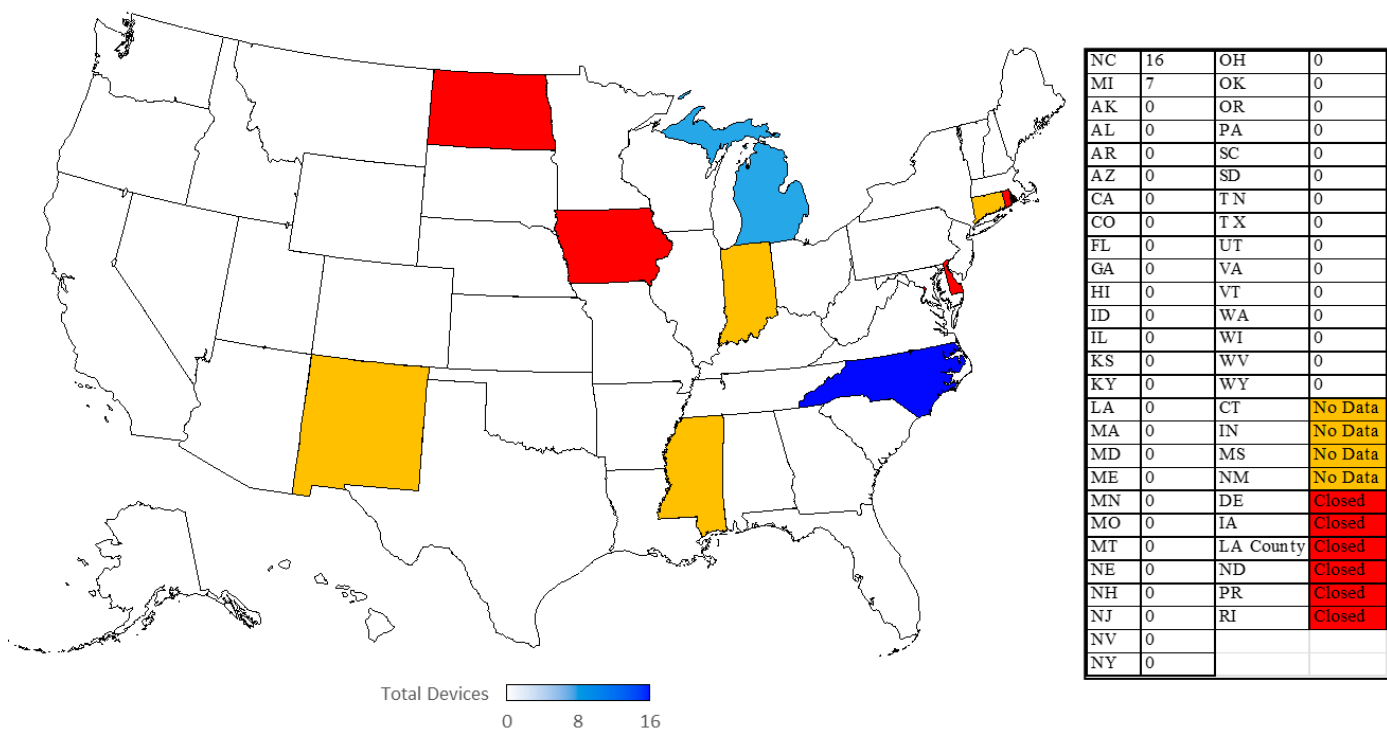 NC 16 OH 0
MI 7 OK 0
AK 0 OR 0
AL 0 PA 0
AR 0 SC 0
AZ 0 SD 0
CA 0 TN 0
CO 0 TX 0
FL 0 UT 0
GA 0 VA 0
HI 0 VT 0
ID 0 WA 0
IL 0 WI 0
KS 0 WV 0
KY 0 WY 0
LA 0 CT No Data
MA 0 IN No Data
MD 0 MS No Data
ME 0 NM No Data
MN 0 DE Closed
MO 0 IA Closed
MT 0 LA County Closed
NE 0 ND Closed
NH 0 PR Closed
NJ 0 RI Closed
NV 0
NY 0
Total Devices
0 8 16